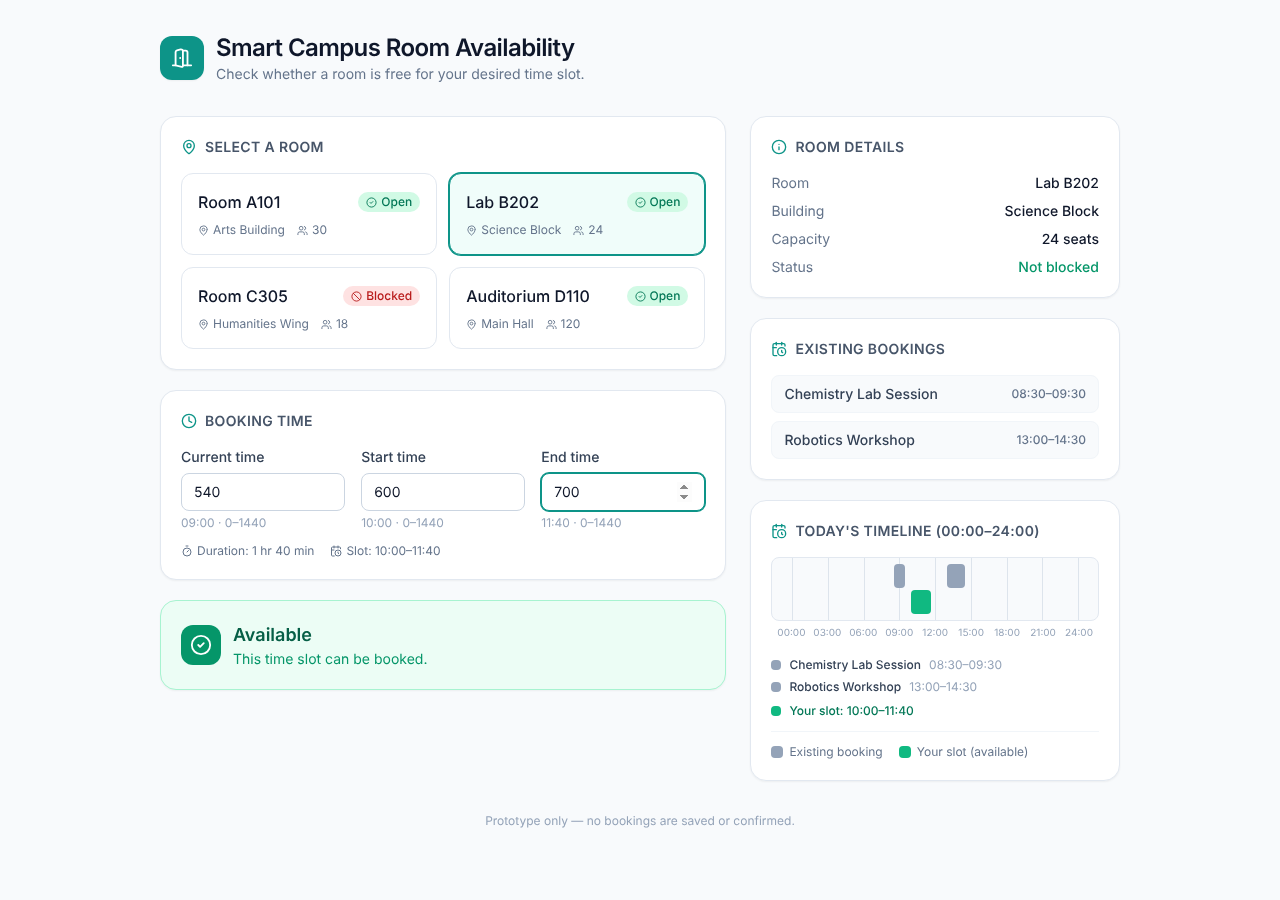 Smart Campus Room Availability
Check whether a room is free for your desired time slot.
SELECT A ROOM
Room A101
Open
Arts Building
30
Lab B202
Open
Science Block
24
Room C305
Blocked
Humanities Wing
18
Auditorium D110
Open
Main Hall
120
BOOKING TIME
Current time
Start time
End time
540
600
700
09:00 · 0–1440
10:00 · 0–1440
11:40 · 0–1440
Duration: 1 hr 40 min
Slot: 10:00–11:40
Available
This time slot can be booked.
ROOM DETAILS
Room Lab B202
Building Science Block
Capacity 24 seats
Status Not blocked
EXISTING BOOKINGS
Chemistry Lab Session 08:30–09:30
Robotics Workshop 13:00–14:30
TODAY'S TIMELINE (00:00–24:00)
00:00 03:00 06:00 09:00 12:00 15:00 18:00 21:00 24:00
Chemistry Lab Session 08:30–09:30
Robotics Workshop 13:00–14:30
Your slot: 10:00–11:40
Existing booking Your slot (available)
Prototype only — no bookings are saved or confirmed.